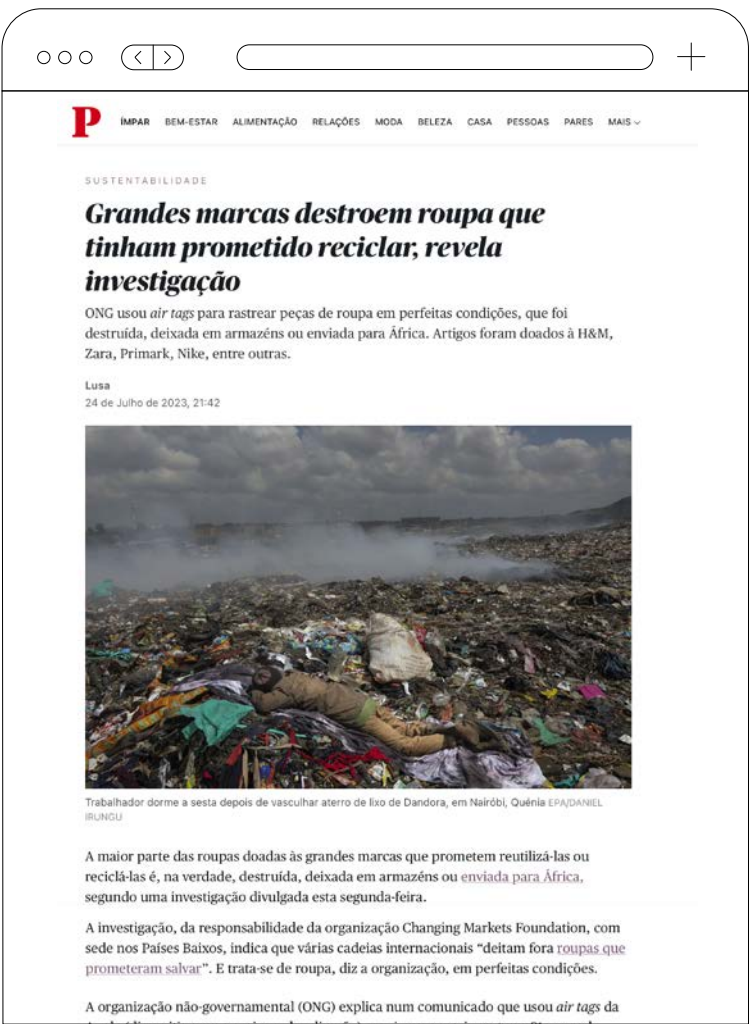 P
ÍMPAR BEM-ESTAR ALIMENTAÇÃO RELAÇÕES MODA BELEZA CASA PESSOAS PARES MAIS
SUSTENTABILIDADE
Grandes marcas destroem roupa que
tinham prometido reciclar, revela
investigação
ONG usou air tags para rastrear peças de roupa em perfeitas condições, que foi
destruída, deixada em armazéns ou enviada para África. Artigos foram doados à H&M,
Zara, Primark, Nike, entre outras.
Lusa
24 de Julho de 2023, 21:42
Trabalhador dorme a sesta depois de vasculhar aterro de lixo de Dandora, em Nairóbi, Quénia EPA/DANIEL
IRUNGU
A maior parte das roupas doadas às grandes marcas que prometem reutilizá-las ou
reciclá-las é, na verdade, destruída, deixada em armazéns ou enviada para África,
segundo uma investigação divulgada esta segunda-feira.
A investigação, da responsabilidade da organização Changing Markets Foundation, com
sede nos Países Baixos, indica que várias cadeias internacionais “deitam fora roupas que
prometeram salvar”. E trata-se de roupa, diz a organização, em perfeitas condições.
A organização não-governamental (ONG) explica num comunicado que usou air tags da